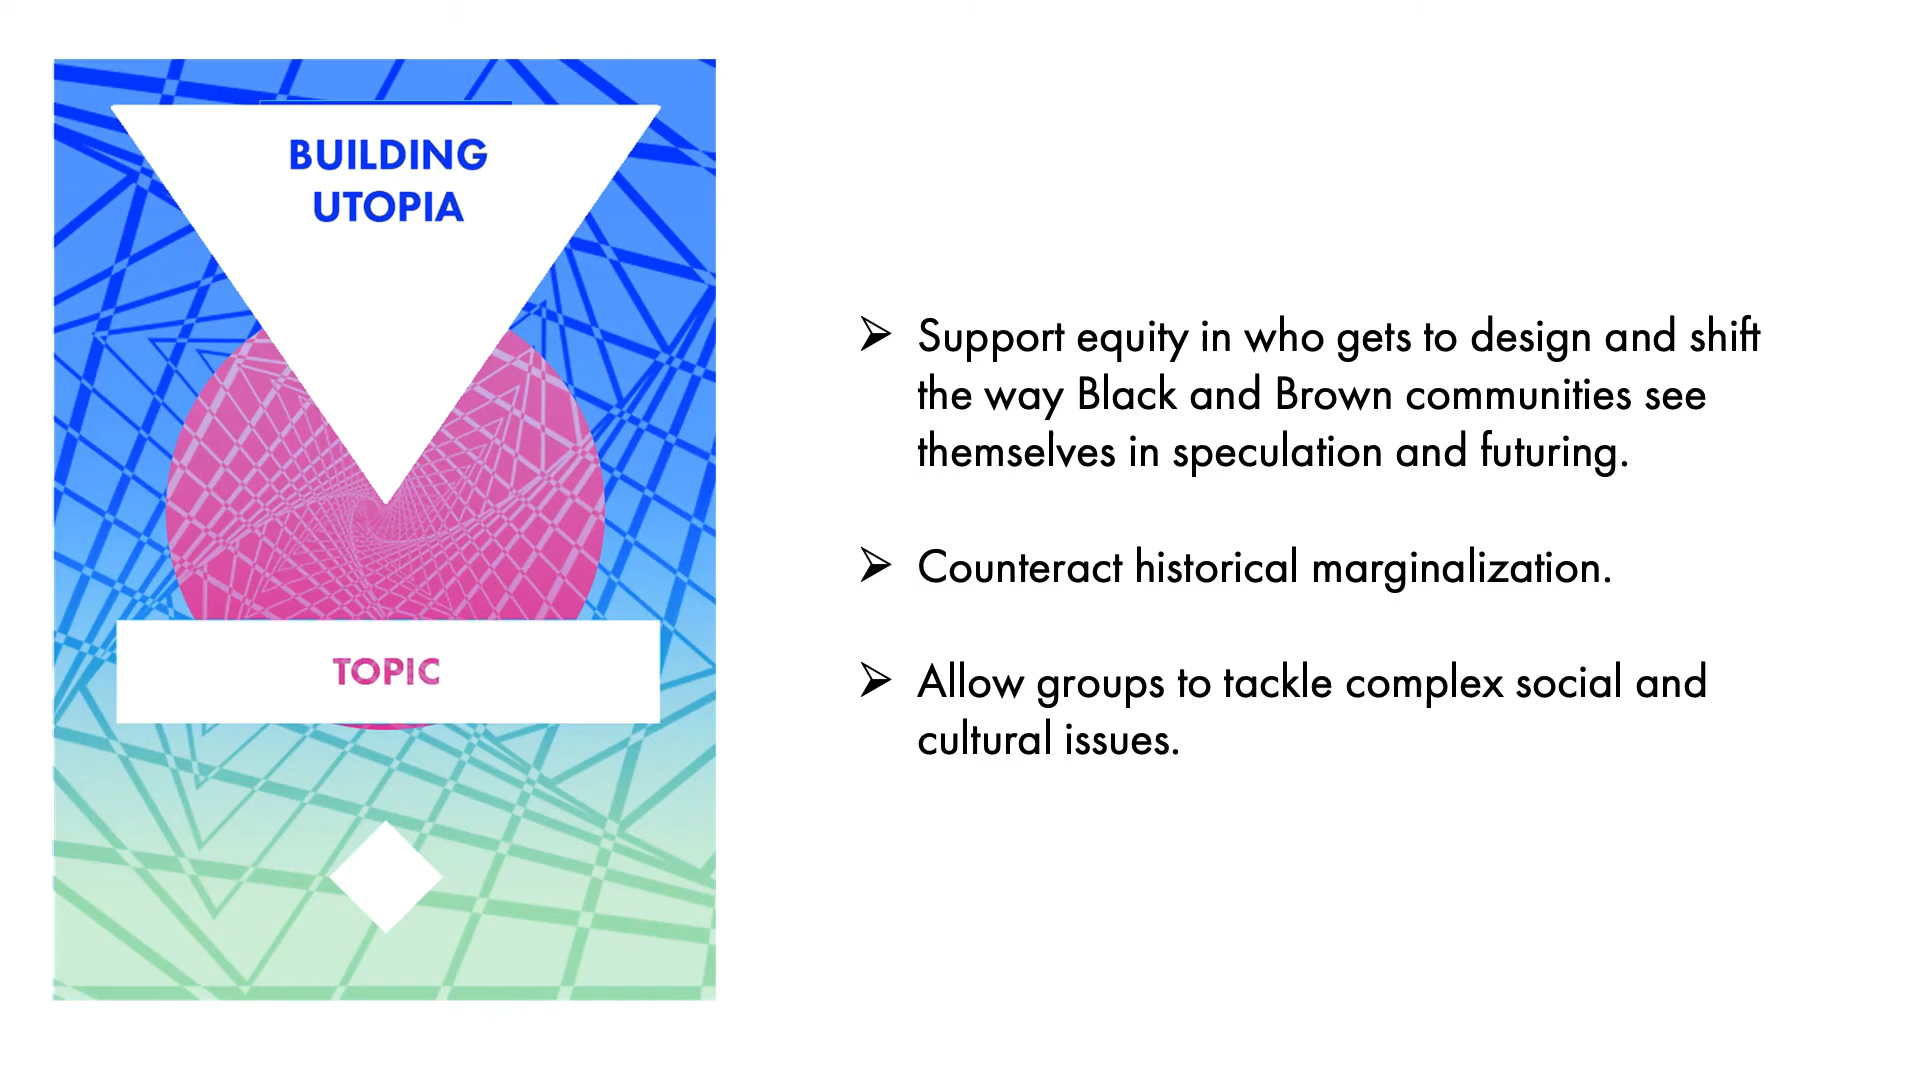 BUILDING
UTOPIA
TOPIC
Support equity in who gets to design and shift
the way Black and Brown communities see
themselves in speculation and futuring.
Counteract historical marginalization.
Allow groups to tackle complex social and
cultural issues.